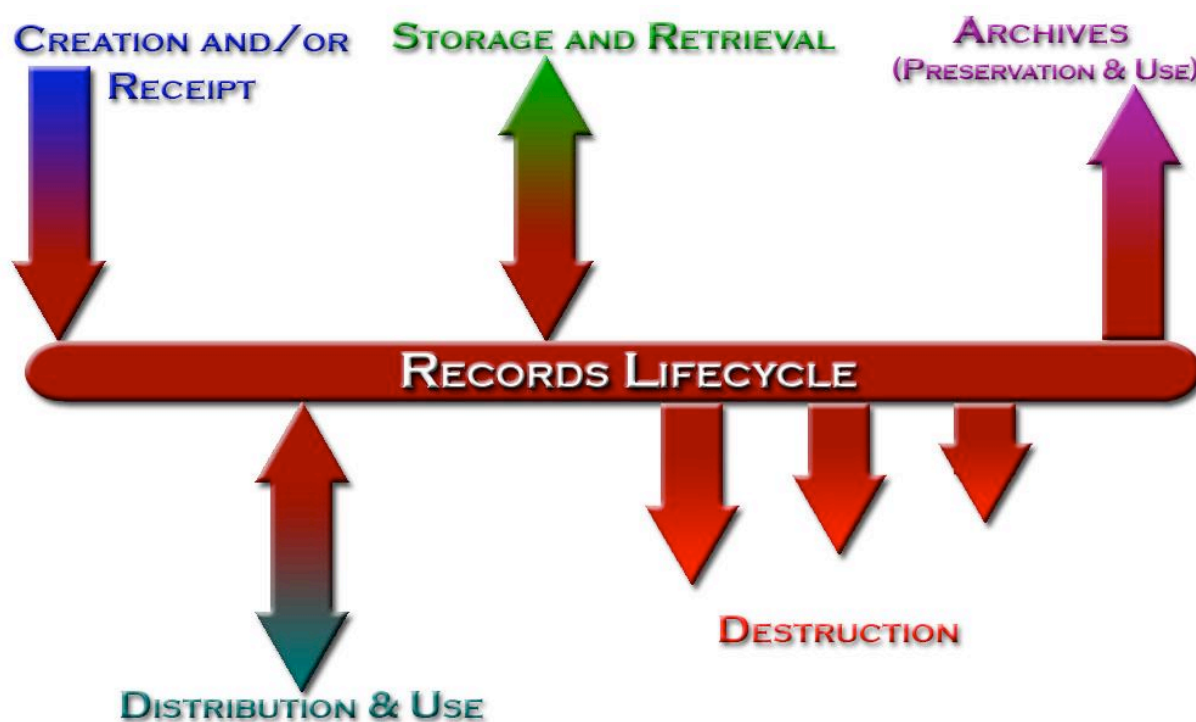 Creation and/or
Receipt
Storage and Retrieval
Archives
(Preservation & Use)
Records Lifecycle
Destruction
Distribution & Use